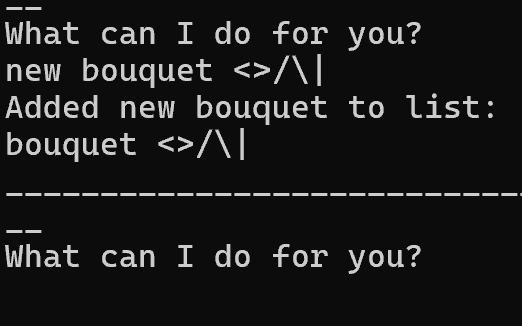 __
What can I do for you?
new bouquet <>/\|
Added new bouquet to list:
bouquet <>/\|
____________________________
__
What can I do for you?